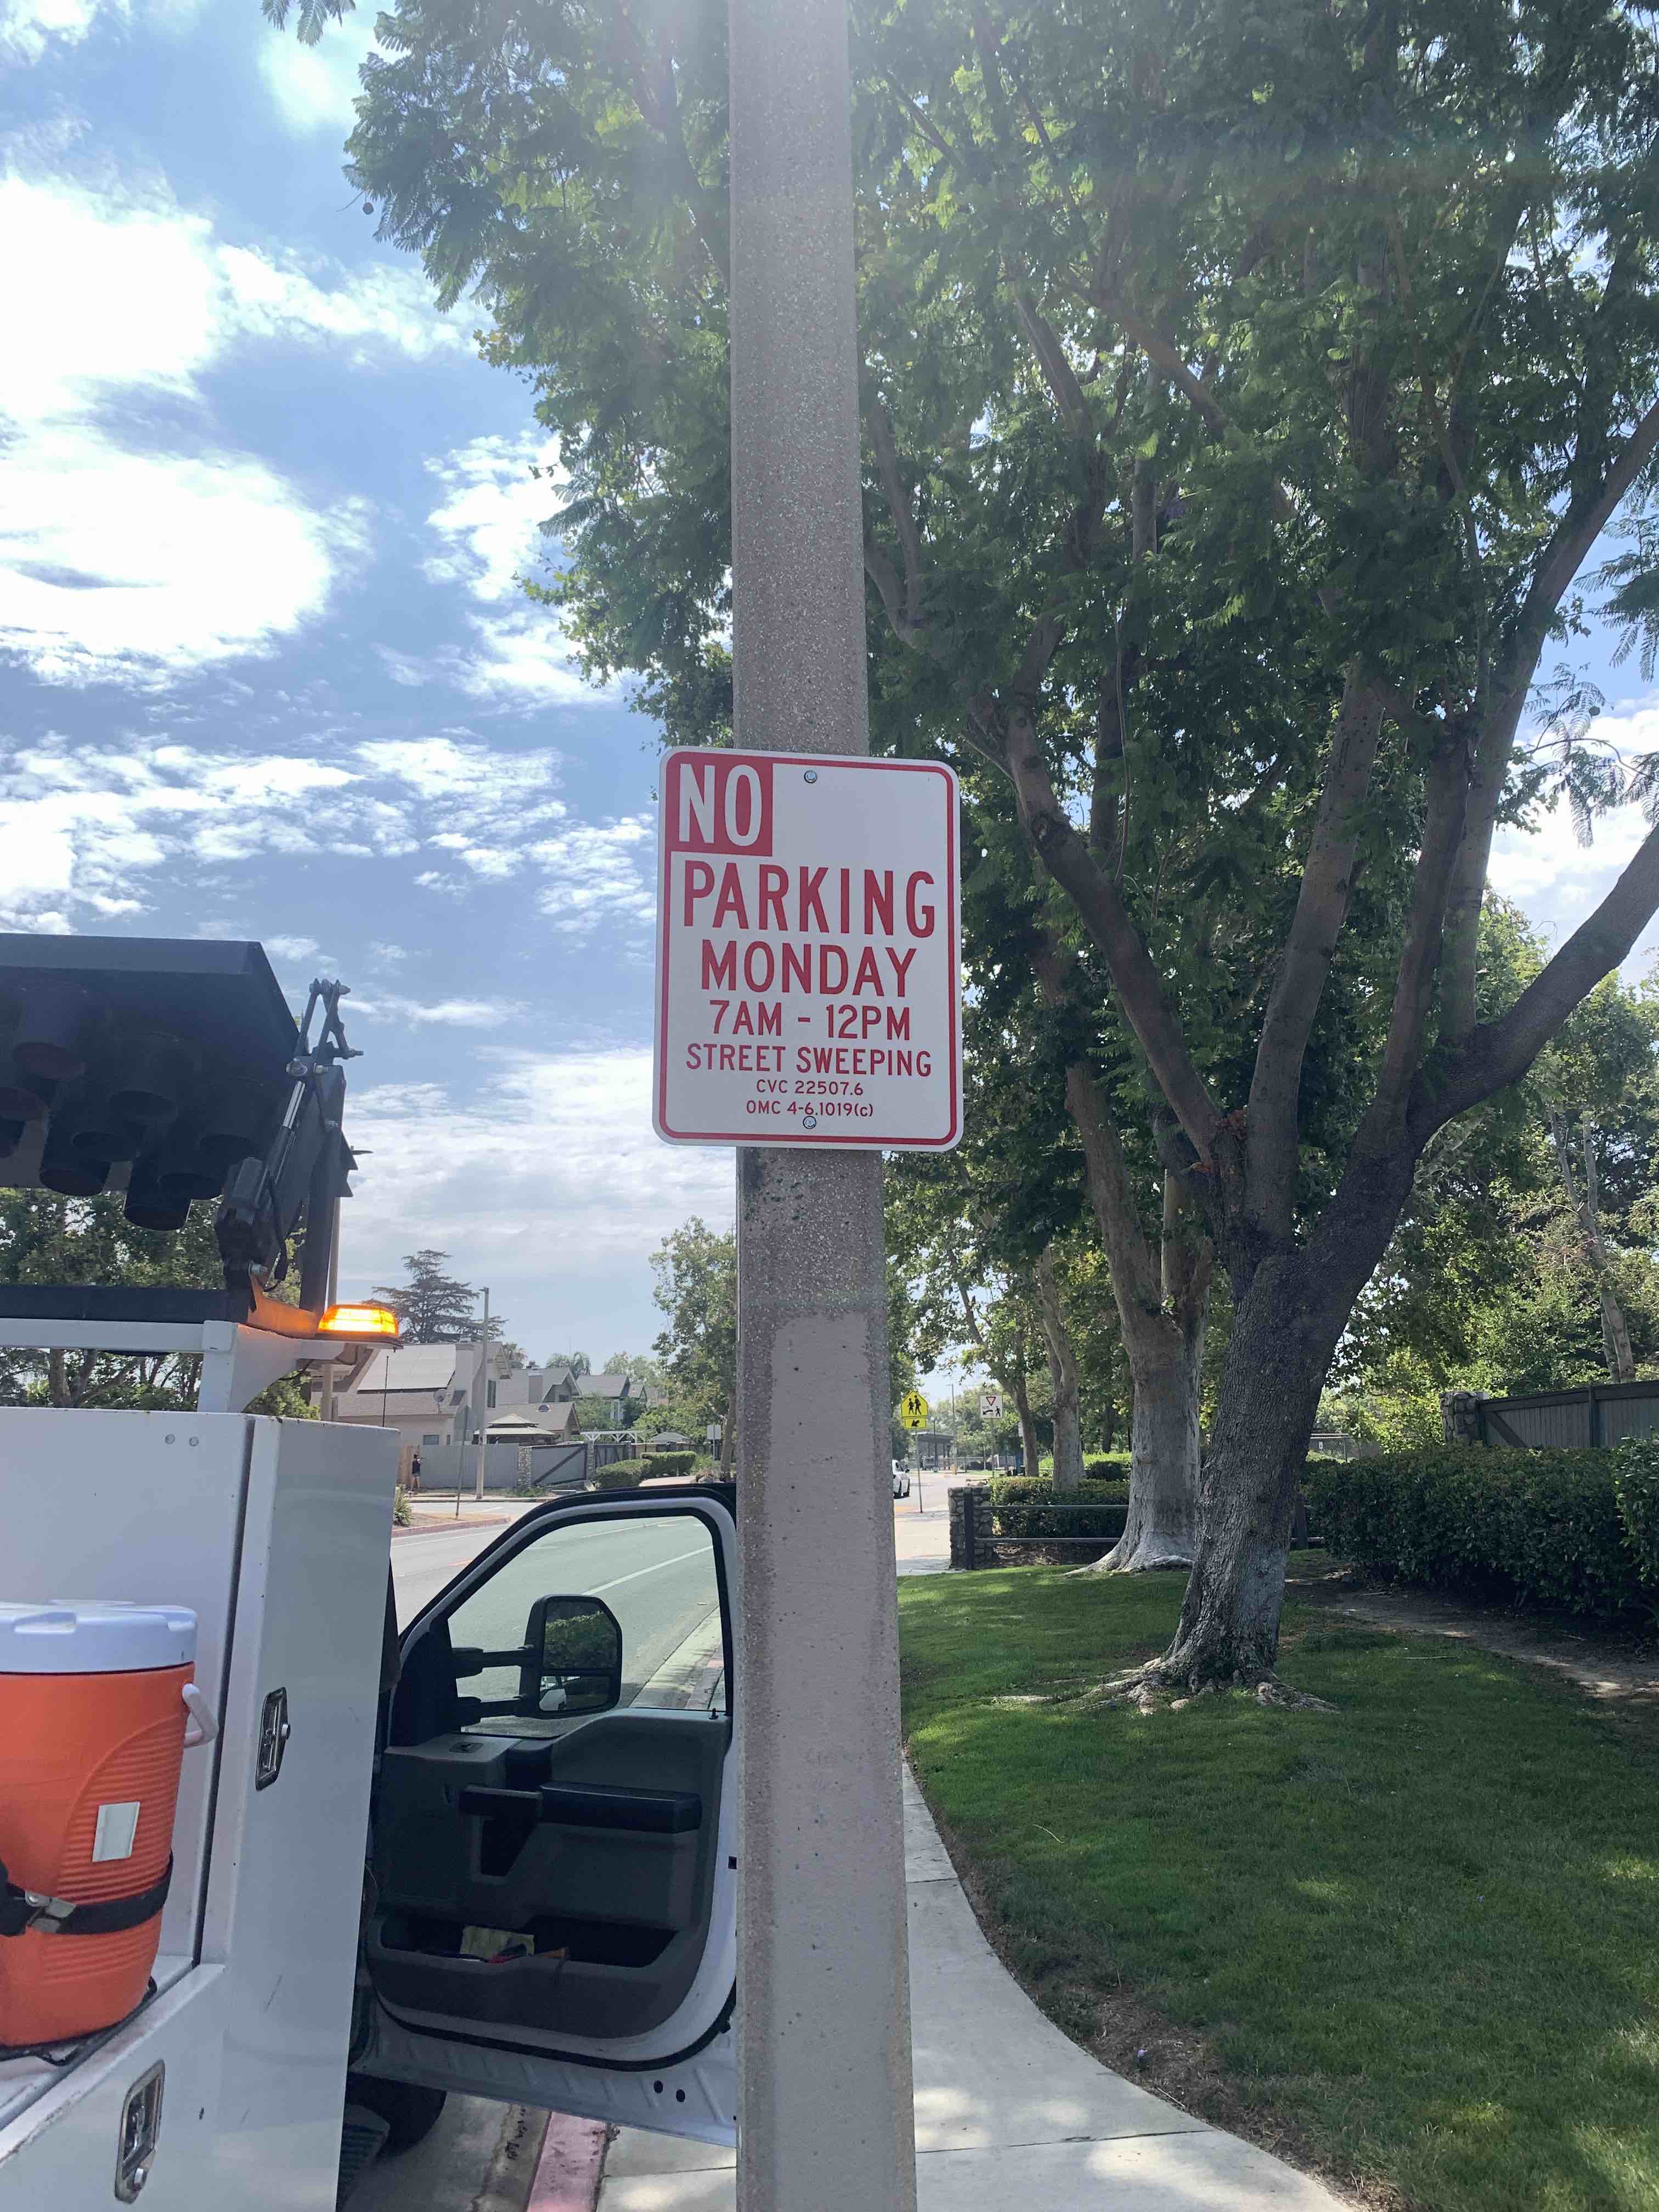 NO
PARKING
MONDAY
7AM - 12PM
STREET SWEEPING
CVC 22507.6
OMC 4-6.1019(c)